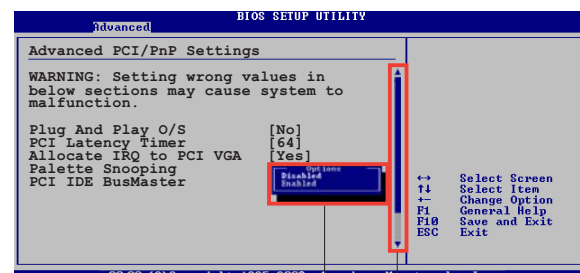 BIOS SETUP UTILITY
Advanced
Advanced PCI/PnP Settings
WARNING: Setting wrong values in
below sections may cause system to
malfunction.
Plug And Play O/S [No]
PCI Latency Timer [64]
Allocate IRQ to PCI VGA [Yes]
Palette Snooping
PCI IDE BusMaster
Options
Disabled
Enabled
↔ Select Screen
↑↓ Select Item
+- Change Option
F1 General Help
F10 Save and Exit
ESC Exit